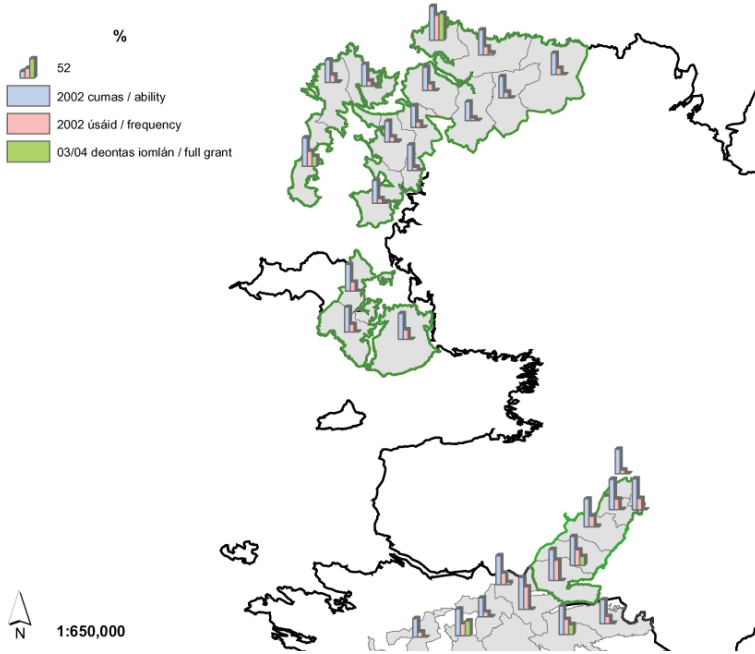 %
52
2002 cumas / ability
2002 úsáid / frequency
03/04 deontas iomlán / full grant
N
1:650,000